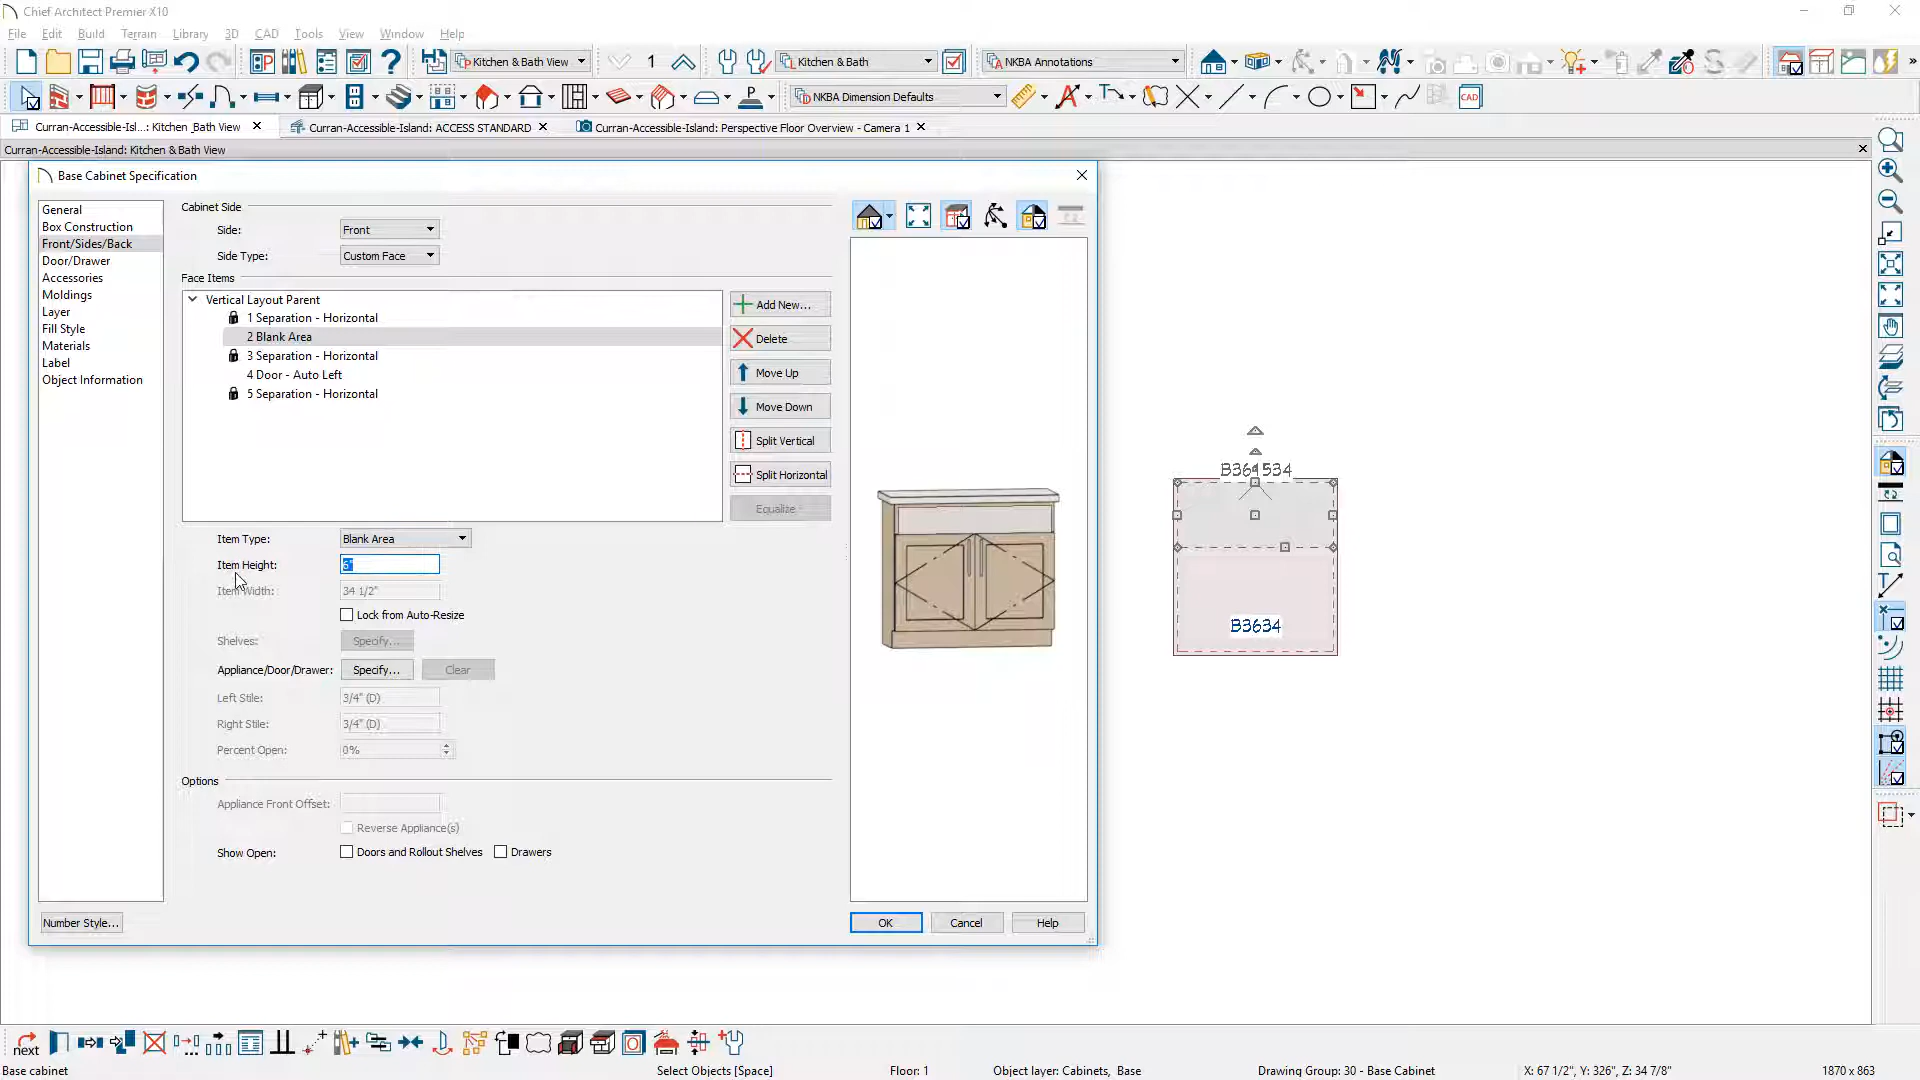 Chief Architect Premier X10
File Edit Build Terrain Library 3D Tools View Window Help
Kitchen & Bath View 1 Kitchen & Bath NKBA Annotations
P NKBA Dimension Defaults A CAD
Curran-Accessible-Isl...: Kitchen_Bath View Curran-Accessible-Island: ACCESS STANDARD Curran-Accessible-Island: Perspective Floor Overview - Camera 1
Curran-Accessible-Island: Kitchen & Bath View
Base Cabinet Specification
General
Box Construction
Front/Sides/Back
Door/Drawer
Accessories
Moldings
Layer
Fill Style
Materials
Label
Object Information
Number Style...
Cabinet Side
Side: Front
Side Type: Custom Face
Face Items
Vertical Layout Parent
1 Separation - Horizontal
2 Blank Area
3 Separation - Horizontal
4 Door - Auto Left
5 Separation - Horizontal
Add New...
Delete
Move Up
Move Down
Split Vertical
Split Horizontal
Equalize
Item Type: Blank Area
Item Height: 6"
Item Width: 34 1/2"
Lock from Auto-Resize
Shelves: Specify...
Appliance/Door/Drawer: Specify... Clear
Left Stile: 3/4" (D)
Right Stile: 3/4" (D)
Percent Open: 0%
Options
Appliance Front Offset:
Reverse Appliance(s)
Show Open: Doors and Rollout Shelves Drawers
OK Cancel Help
B361534
B3634
next
Base cabinet Select Objects [Space] Floor: 1 Object layer: Cabinets, Base Drawing Group: 30 - Base Cabinet X: 67 1/2", Y: 326", Z: 34 7/8" 1870 x 863